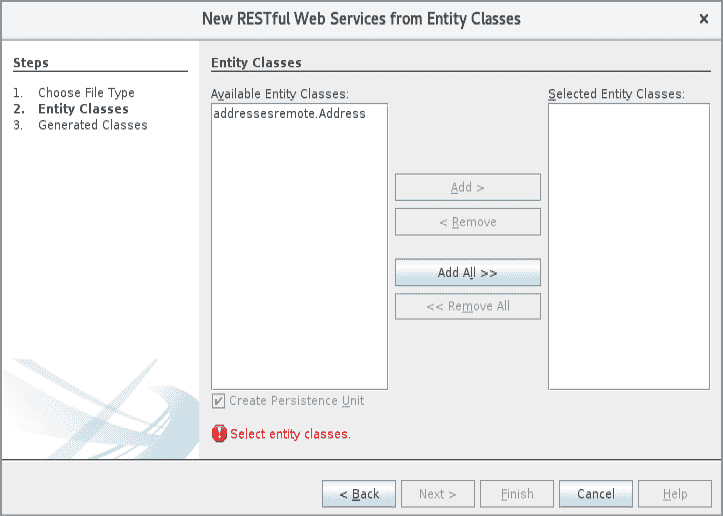 New RESTful Web Services from Entity Classes
Steps
1. Choose File Type
2. Entity Classes
3. Generated Classes
Entity Classes
Available Entity Classes:
addressesremote.Address
Add >
< Remove
Add All >>
<< Remove All
Selected Entity Classes:
Create Persistence Unit
Select entity classes.
< Back
Next >
Finish
Cancel
Help